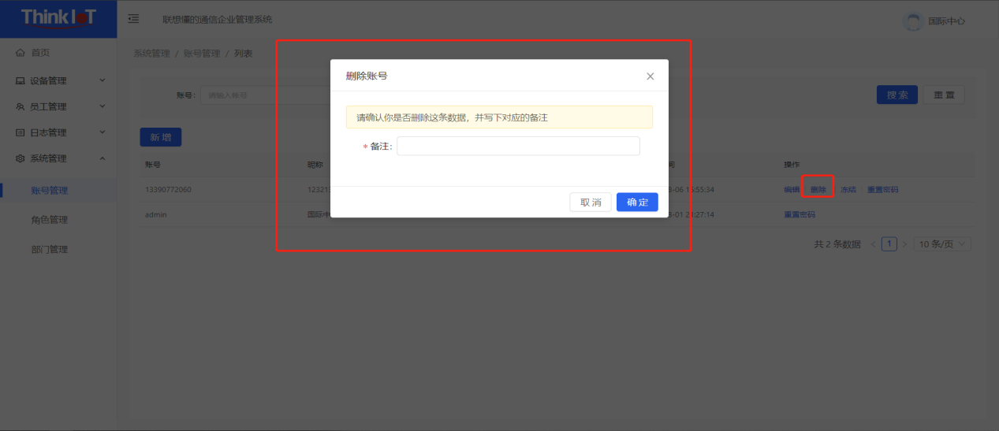 Think IoT
联想懂的通信企业管理系统
国际中心
首页
设备管理
员工管理
日志管理
系统管理
账号管理
角色管理
部门管理
系统管理 / 账号管理 / 列表
账号: 请输入账号
搜 索 重 置
新 增
账号 昵称 操作
13390772060 12321 -06 15:55:34 编辑 删除 冻结 重置密码
admin 国际中 -01 21:27:14 重置密码
共 2 条数据 < 1 > 10 条/页
删除账号
请确认你是否删除这条数据，并写下对应的备注
* 备注:
取 消 确 定